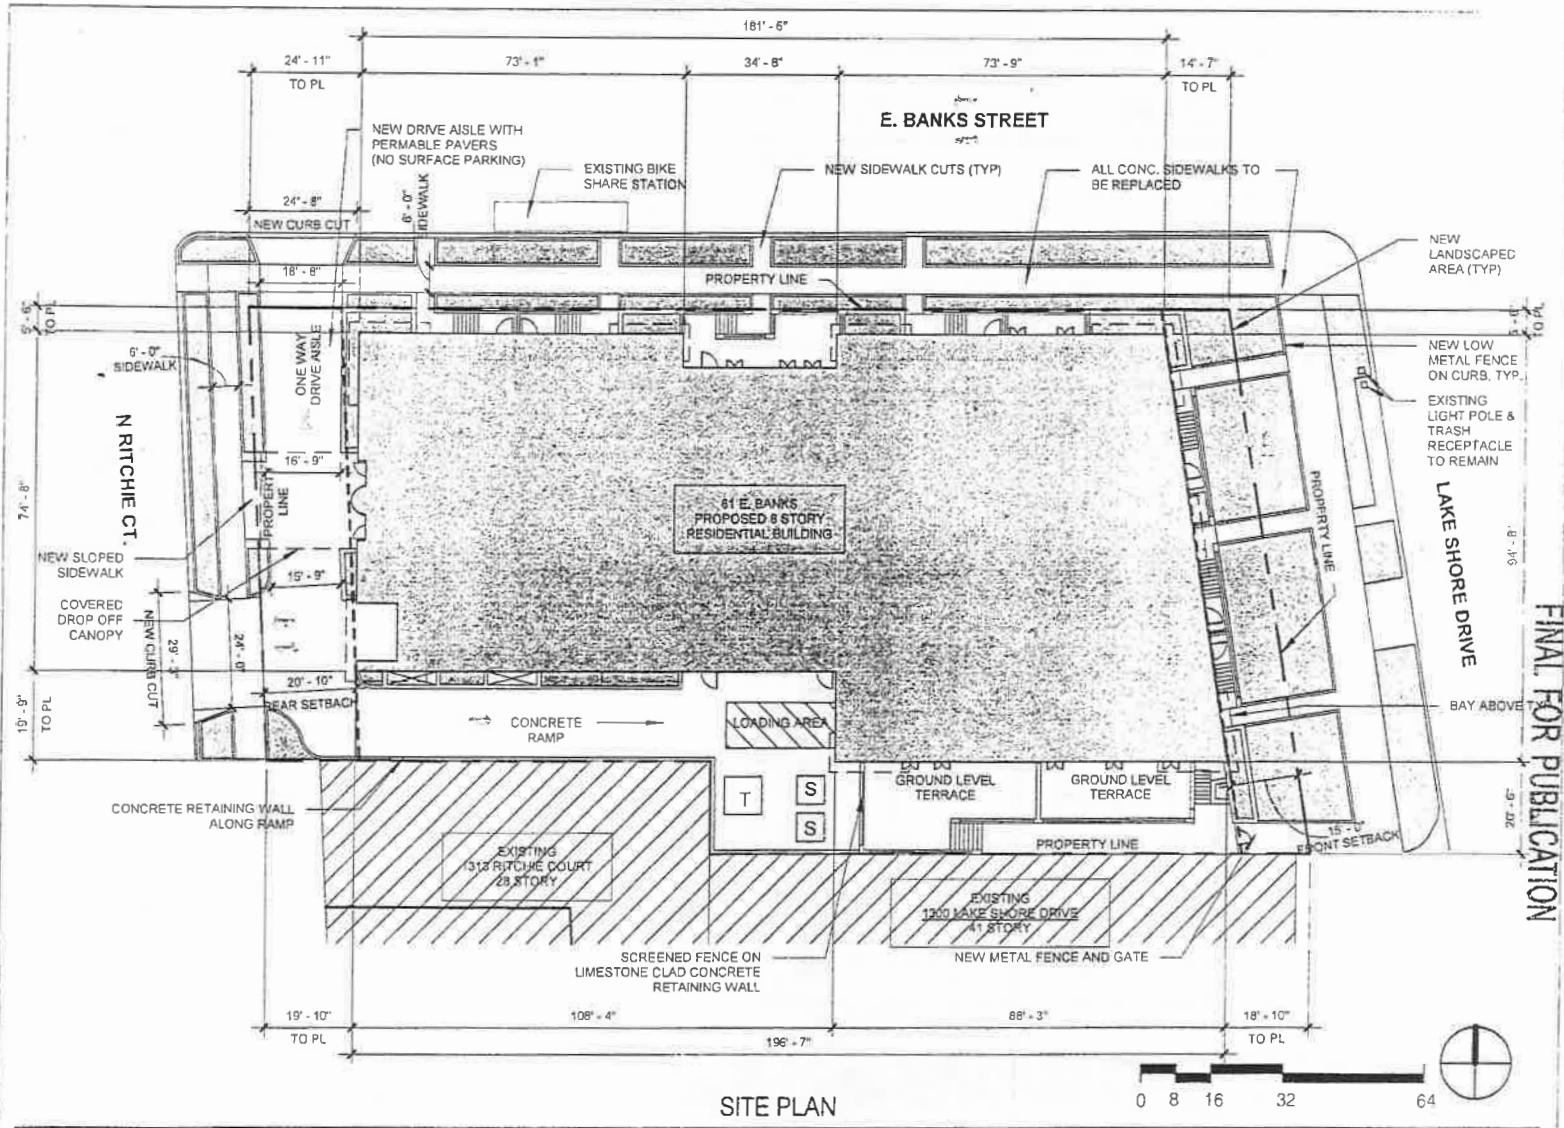 181' - 6"
24' - 11"
73' - 1"
34' - 8"
73' - 9"
14' - 7"
TO PL
TO PL
E. BANKS STREET
NEW DRIVE AISLE WITH
PERMABLE PAVERS
(NO SURFACE PARKING)
EXISTING BIKE
SHARE STATION
NEW SIDEWALK CUTS (TYP)
ALL CONC. SIDEWALKS TO
BE REPLACED
6' - 0"
SIDEWALK
24' - 8"
NEW CURB CUT
NEW
LANDSCAPED
AREA (TYP)
18' - 8"
PROPERTY LINE
TO PL
TO PL
ONE WAY
DRIVE AISLE
6' - 0"
SIDEWALK
NEW LOW
METAL FENCE
ON CURB, TYP.
EXISTING
LIGHT POLE &
TRASH
RECEPTACLE
TO REMAIN
N RITCHIE CT.
16' - 9"
PROPERTY
LINE
74' - 8"
61 E. BANKS
PROPOSED 8 STORY
RESIDENTIAL BUILDING
PROPERTY LINE
LAKE SHORE DRIVE
94' - 8"
NEW SLOPED
SIDEWALK
15' - 9"
COVERED
DROP OFF
CANOPY
NEW CURB CUT
24' - 0"
20' - 10"
REAR SETBACK
19' - 9"
TO PL
CONCRETE
RAMP
LOADING AREA
BAY ABOVE
FINAL FOR PUBLICATION
T
S
S
GROUND LEVEL
TERRACE
GROUND LEVEL
TERRACE
20' - 6"
TO PL
CONCRETE RETAINING WALL
ALONG RAMP
PROPERTY LINE
15' - 0"
FRONT SETBACK
EXISTING
1313 RITCHIE COURT
28 STORY
EXISTING
1300 LAKE SHORE DRIVE
41 STORY
SCREENED FENCE ON
LIMESTONE CLAD CONCRETE
RETAINING WALL
NEW METAL FENCE AND GATE
19' - 10"
108' - 4"
88' - 3"
18' - 10"
TO PL
TO PL
196' - 7"
SITE PLAN
0 8 16 32 64